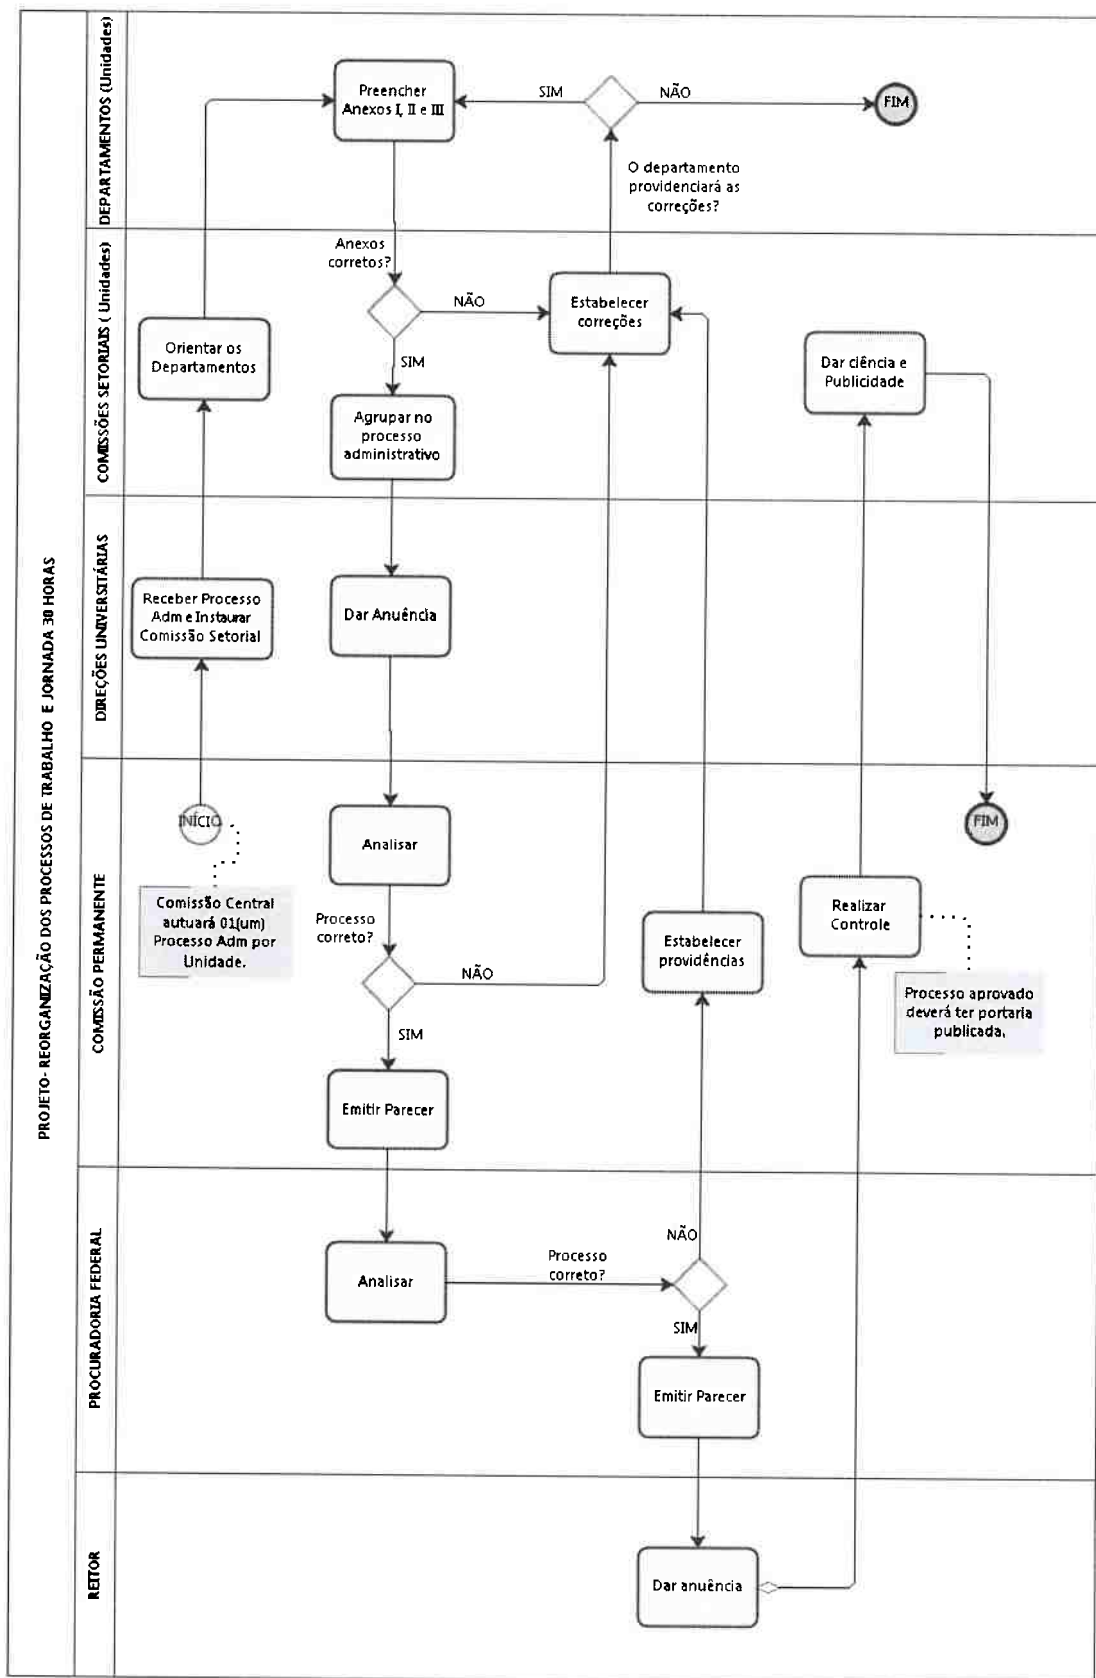 PROJETO- REORGANIZAÇÃO DOS PROCESSOS DE TRABALHO E JORNADA 30 HORAS
DEPARTAMENTOS (Unidades)
Preencher
Anexos I, II e III
SIM
NÃO
FIM
O departamento
providenciará as
correções?
COMISSÕES SETORIAIS ( Unidades)
Anexos
corretos?
NÃO
Estabelecer
correções
SIM
Orientar os
Departamentos
Dar ciência e
Publicidade
Agrupar no
processo
administrativo
DIREÇÕES UNIVERSITÁRIAS
Receber Processo
Adm e Instaurar
Comissão Setorial
Dar Anuência
COMISSÃO PERMANENTE
INÍCIO
Comissão Central
autuará 01(um)
Processo Adm por
Unidade.
Analisar
FIM
Processo
correto?
NÃO
SIM
Estabelecer
providências
Realizar
Controle
Processo aprovado
deverá ter portaria
publicada.
Emitir Parecer
PROCURADORIA FEDERAL
Analisar
Processo
correto?
NÃO
SIM
Emitir Parecer
REITOR
Dar anuência